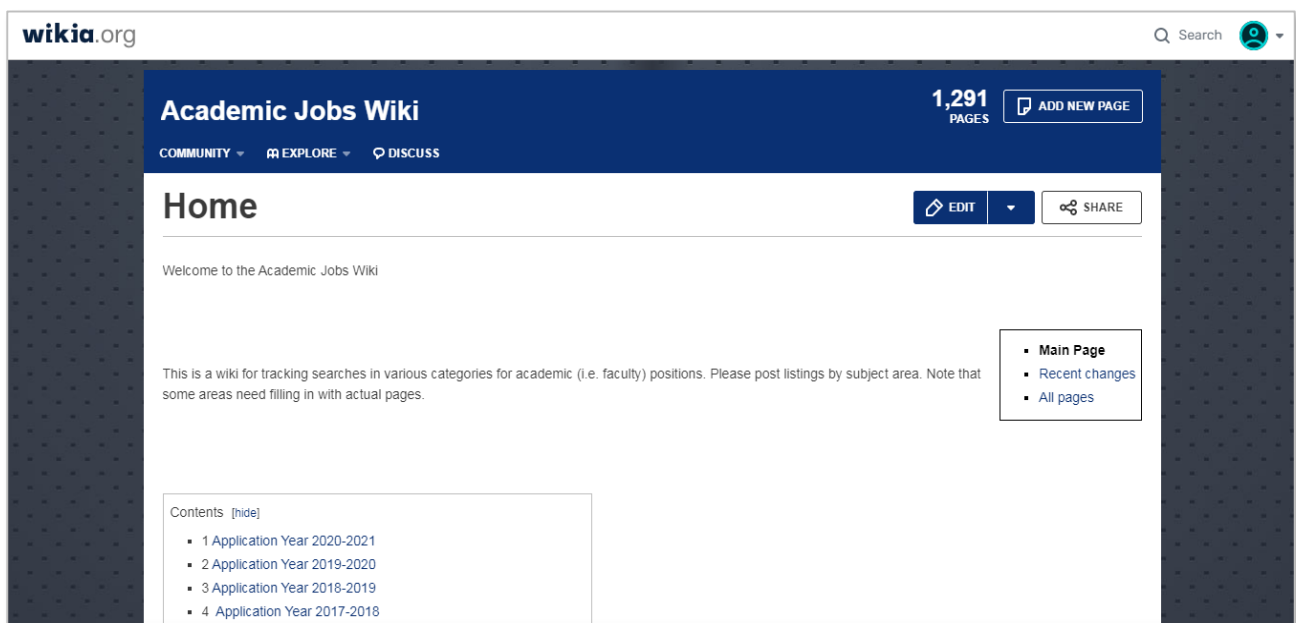 wikia.org
Search
Academic Jobs Wiki
1,291
PAGES
ADD NEW PAGE
COMMUNITY
EXPLORE
DISCUSS
Home
EDIT
SHARE
Welcome to the Academic Jobs Wiki
This is a wiki for tracking searches in various categories for academic (i.e. faculty) positions. Please post listings by subject area. Note that
some areas need filling in with actual pages.
Main Page
Recent changes
All pages
Contents [hide]
1 Application Year 2020-2021
2 Application Year 2019-2020
3 Application Year 2018-2019
4 Application Year 2017-2018